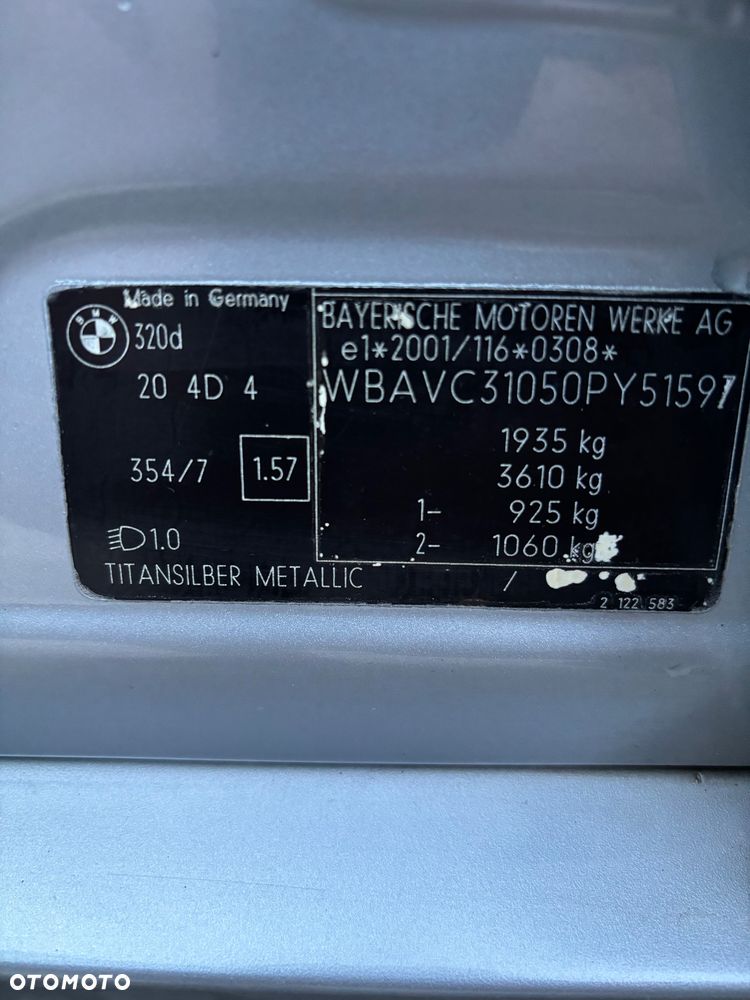 Made in Germany
BMW
320d
20 4D 4
354/7
1.57
1.0
TITANSILBER METALLIC /
BAYERISCHE MOTOREN WERKE AG
e1*2001/116*0308*
WBAVC31050PY51597
1935 kg
3610 kg
1- 925 kg
2- 1060 kg
2 122 583
OTOMOTO